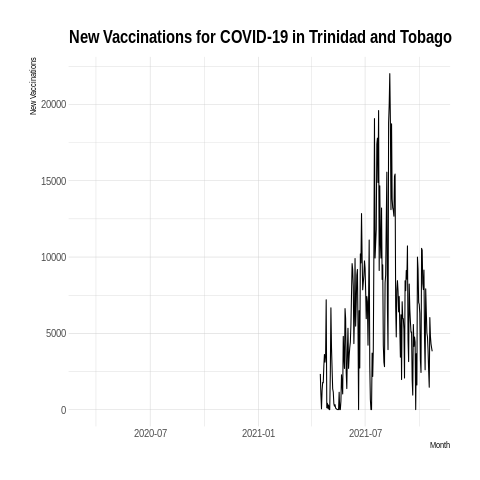 New Vaccinations for COVID-19 in Trinidad and Tobago
New Vaccinations
20000
15000
10000
5000
0
2020-07
2021-01
2021-07
Month